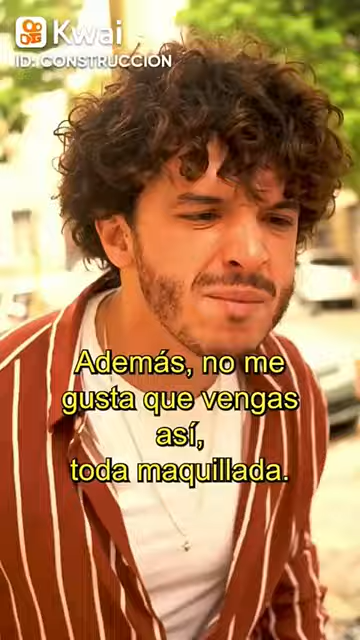 Kwai
ID: CONSTRUCCION
Además, no me
gusta que vengas
así,
toda maquillada.